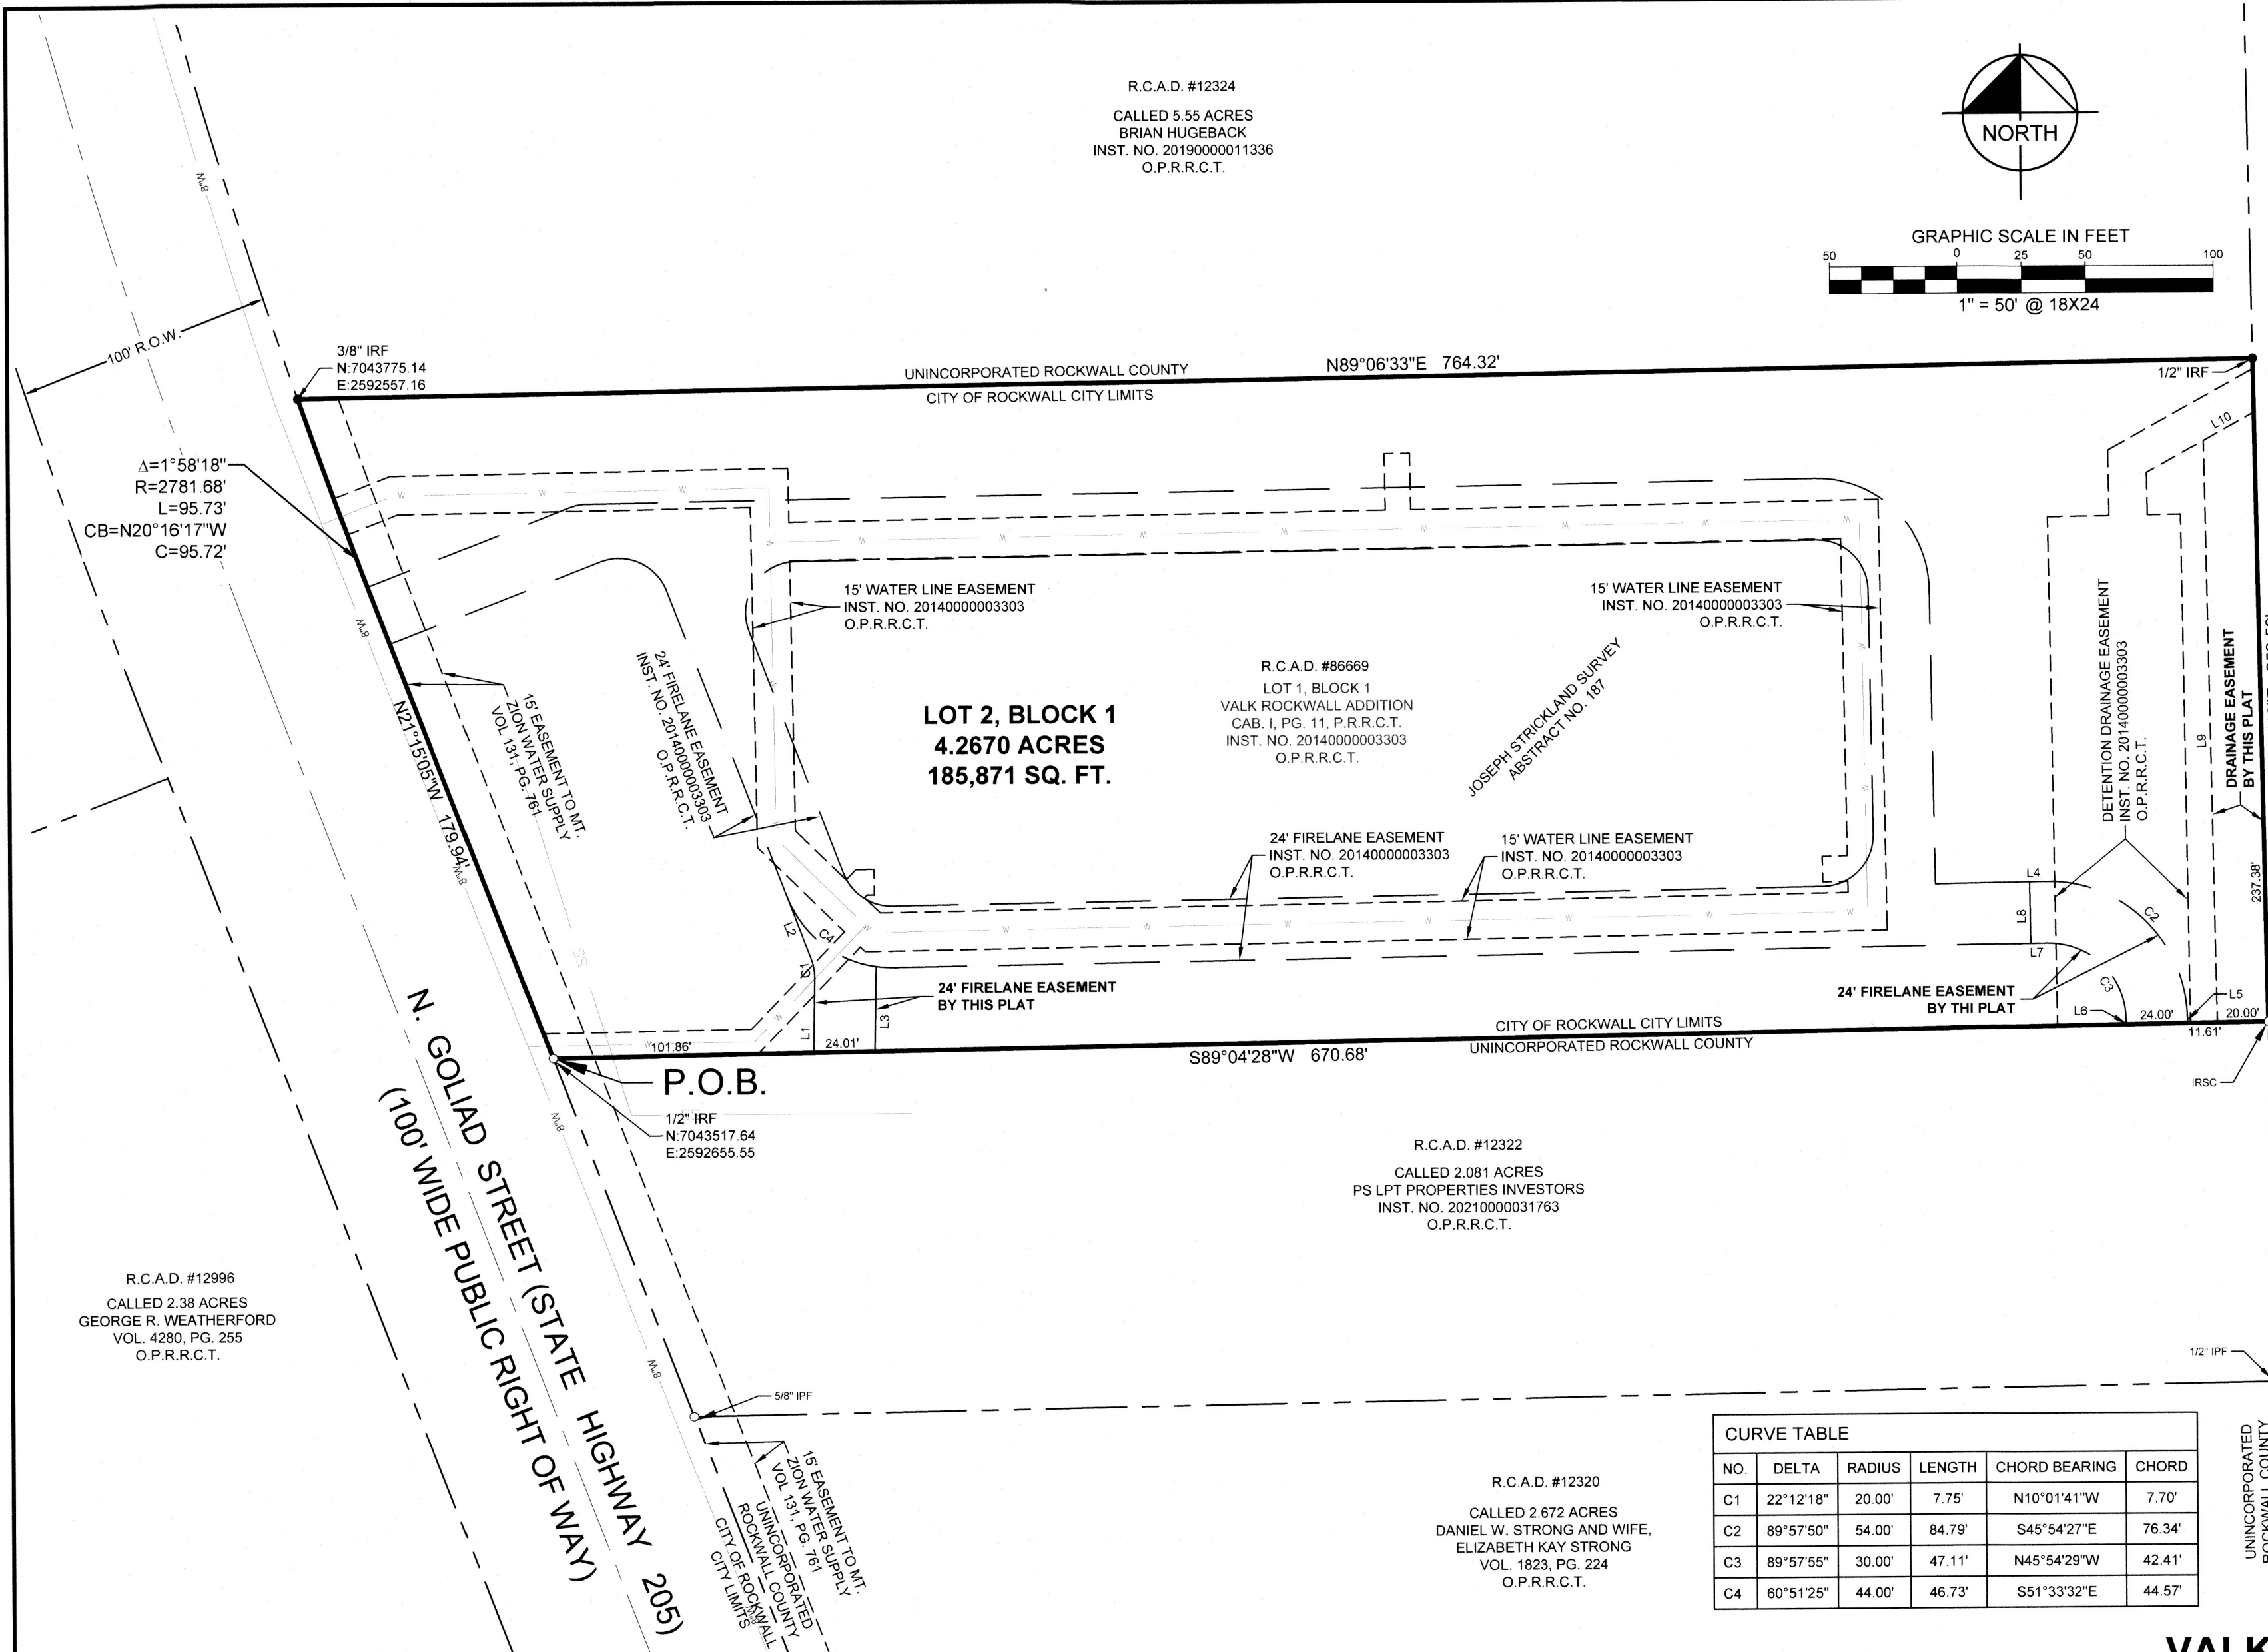 R.C.A.D. #12324
CALLED 5.55 ACRES
BRIAN HUGEBACK
INST. NO. 20190000011336
O.P.R.R.C.T.
NORTH
GRAPHIC SCALE IN FEET
50 0 25 50 100
1" = 50' @ 18X24
8"W
100' R.O.W.
3/8" IRF
N:7043775.14
E:2592557.16
UNINCORPORATED ROCKWALL COUNTY
N89°06'33"E 764.32'
CITY OF ROCKWALL CITY LIMITS
1/2" IRF
L10
Δ=1°58'18"
R=2781.68'
L=95.73'
CB=N20°16'17"W
C=95.72'
8"W
N21°15'05"W 179.94'
8"W
15' EASEMENT TO MT.
ZION WATER SUPPLY
VOL 131, PG. 761
24' FIRELANE EASEMENT
INST. NO. 20140000003303
O.P.R.R.C.T.
15' WATER LINE EASEMENT
INST. NO. 20140000003303
O.P.R.R.C.T.
LOT 2, BLOCK 1
4.2670 ACRES
185,871 SQ. FT.
R.C.A.D. #86669
LOT 1, BLOCK 1
VALK ROCKWALL ADDITION
CAB. I, PG. 11, P.R.R.C.T.
INST. NO. 20140000003303
O.P.R.R.C.T.
JOSEPH STRICKLAND SURVEY
ABSTRACT NO. 187
15' WATER LINE EASEMENT
INST. NO. 20140000003303
O.P.R.R.C.T.
DETENTION DRAINAGE EASEMENT
INST. NO. 20140000003303
O.P.R.R.C.T.
L9
DRAINAGE EASEMENT
BY THIS PLAT
237.38'
24' FIRELANE EASEMENT
INST. NO. 20140000003303
O.P.R.R.C.T.
15' WATER LINE EASEMENT
INST. NO. 20140000003303
O.P.R.R.C.T.
L4
L8
L7
C2
C3
L2
C4
C1
L1
L3
SS
24' FIRELANE EASEMENT
BY THIS PLAT
24' FIRELANE EASEMENT
BY THI PLAT
L6
24.00'
L5
20.00'
11.61'
101.86'
24.01'
CITY OF ROCKWALL CITY LIMITS
S89°04'28"W 670.68'
UNINCORPORATED ROCKWALL COUNTY
IRSC
P.O.B.
1/2" IRF
N:7043517.64
E:2592655.55
8"W
N. GOLIAD STREET (STATE HIGHWAY 205)
(100' WIDE PUBLIC RIGHT OF WAY)
R.C.A.D. #12322
CALLED 2.081 ACRES
PS LPT PROPERTIES INVESTORS
INST. NO. 20210000031763
O.P.R.R.C.T.
R.C.A.D. #12996
CALLED 2.38 ACRES
GEORGE R. WEATHERFORD
VOL. 4280, PG. 255
O.P.R.R.C.T.
8"W
5/8" IPF
1/2" IPF
15' EASEMENT TO MT.
ZION WATER SUPPLY
VOL 131, PG. 761
UNINCORPORATED
ROCKWALL COUNTY
CITY OF ROCKWALL
CITY LIMITS
R.C.A.D. #12320
CALLED 2.672 ACRES
DANIEL W. STRONG AND WIFE,
ELIZABETH KAY STRONG
VOL. 1823, PG. 224
O.P.R.R.C.T.
CURVE TABLE
NO. DELTA RADIUS LENGTH CHORD BEARING CHORD
C1 22°12'18" 20.00' 7.75' N10°01'41"W 7.70'
C2 89°57'50" 54.00' 84.79' S45°54'27"E 76.34'
C3 89°57'55" 30.00' 47.11' N45°54'29"W 42.41'
C4 60°51'25" 44.00' 46.73' S51°33'32"E 44.57'
UNINCORPORATED
ROCKWALL COUNTY
VALK